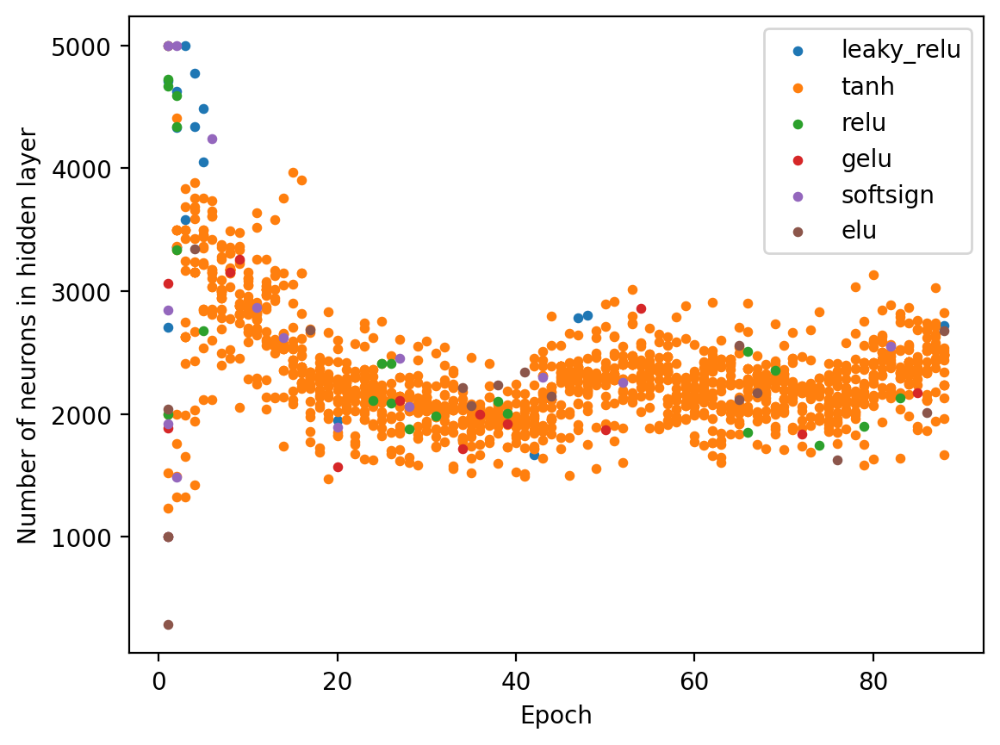 5000
4000
3000
2000
1000
Number of neurons in hidden layer
leaky_relu
tanh
relu
gelu
softsign
elu
0 20 40 60 80
Epoch